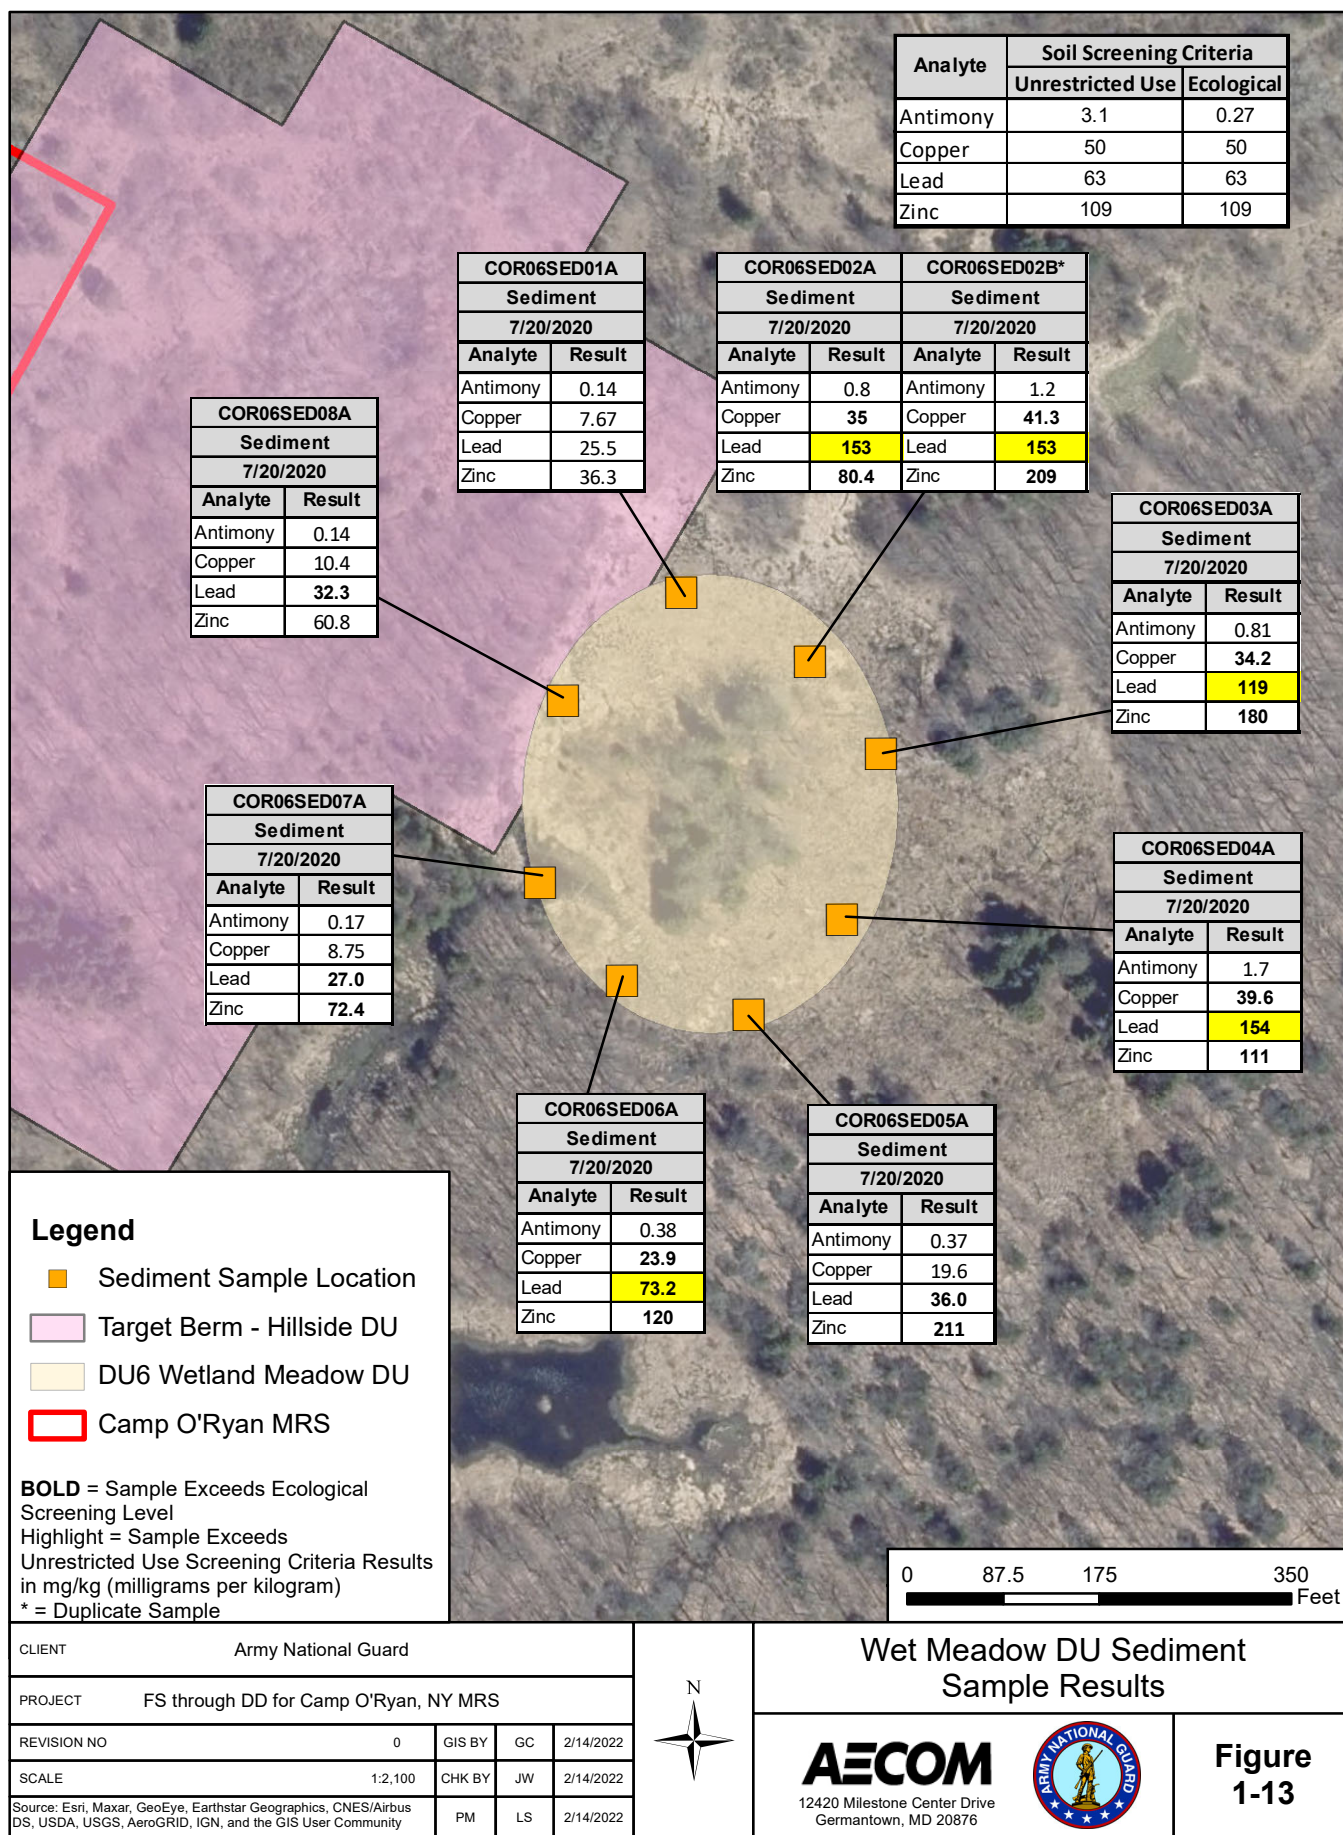 Analyte Soil Screening Criteria
Unrestricted Use Ecological
Antimony 3.1 0.27
Copper 50 50
Lead 63 63
Zinc 109 109
COR06SED01A
Sediment
7/20/2020
Analyte Result
Antimony 0.14
Copper 7.67
Lead 25.5
Zinc 36.3
COR06SED02A COR06SED02B*
Sediment Sediment
7/20/2020 7/20/2020
Analyte Result Analyte Result
Antimony 0.8 Antimony 1.2
Copper 35 Copper 41.3
Lead 153 Lead 153
Zinc 80.4 Zinc 209
COR06SED08A
Sediment
7/20/2020
Analyte Result
Antimony 0.14
Copper 10.4
Lead 32.3
Zinc 60.8
COR06SED03A
Sediment
7/20/2020
Analyte Result
Antimony 0.81
Copper 34.2
Lead 119
Zinc 180
COR06SED07A
Sediment
7/20/2020
Analyte Result
Antimony 0.17
Copper 8.75
Lead 27.0
Zinc 72.4
COR06SED04A
Sediment
7/20/2020
Analyte Result
Antimony 1.7
Copper 39.6
Lead 154
Zinc 111
COR06SED06A
Sediment
7/20/2020
Analyte Result
Antimony 0.38
Copper 23.9
Lead 73.2
Zinc 120
COR06SED05A
Sediment
7/20/2020
Analyte Result
Antimony 0.37
Copper 19.6
Lead 36.0
Zinc 211
Legend
Sediment Sample Location
Target Berm - Hillside DU
DU6 Wetland Meadow DU
Camp O'Ryan MRS
BOLD = Sample Exceeds Ecological
Screening Level
Highlight = Sample Exceeds
Unrestricted Use Screening Criteria Results
in mg/kg (milligrams per kilogram)
* = Duplicate Sample
0 87.5 175 350
Feet
CLIENT Army National Guard
PROJECT FS through DD for Camp O'Ryan, NY MRS
REVISION NO 0 GIS BY GC 2/14/2022
SCALE 1:2,100 CHK BY JW 2/14/2022
Source: Esri, Maxar, GeoEye, Earthstar Geographics, CNES/Airbus
DS, USDA, USGS, AeroGRID, IGN, and the GIS User Community
PM LS 2/14/2022
N
Wet Meadow DU Sediment
Sample Results
AECOM
12420 Milestone Center Drive
Germantown, MD 20876
ARMY NATIONAL GUARD
Figure
1-13